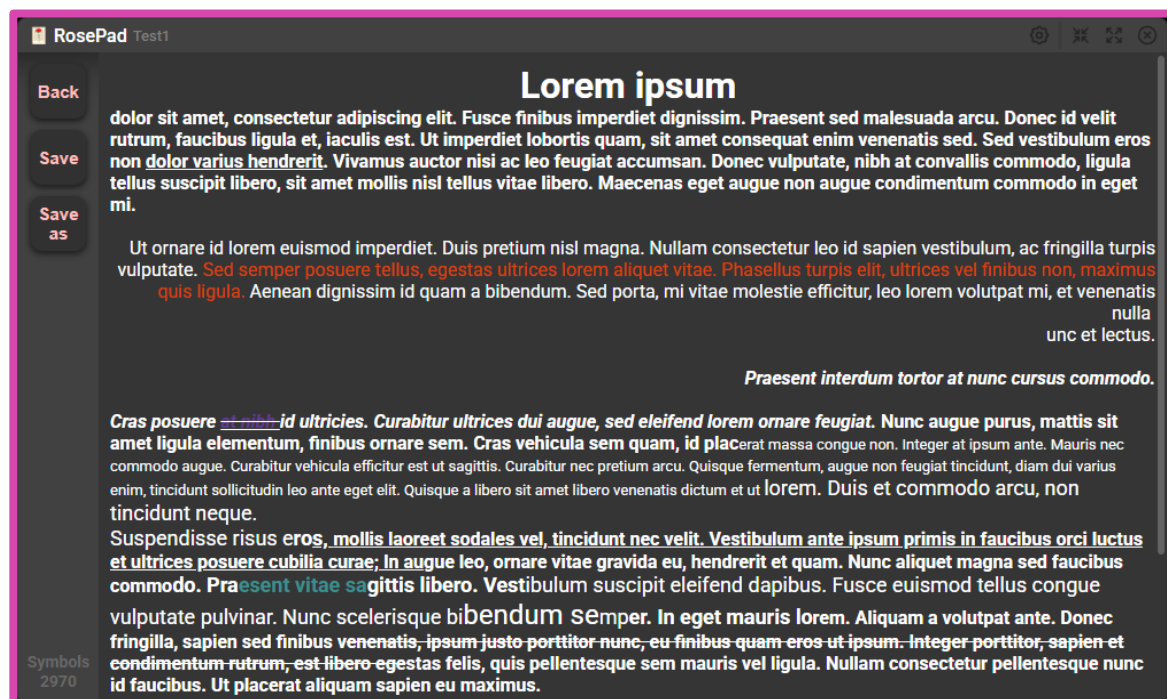 RosePad Test1
Back
Save
Save
as
Lorem ipsum
dolor sit amet, consectetur adipiscing elit. Fusce finibus imperdiet dignissim. Praesent sed malesuada arcu. Donec id velit
rutrum, faucibus ligula et, iaculis est. Ut imperdiet lobortis quam, sit amet consequat enim venenatis sed. Sed vestibulum eros
non dolor varius hendrerit. Vivamus auctor nisi ac leo feugiat accumsan. Donec vulputate, nibh at convallis commodo, ligula
tellus suscipit libero, sit amet mollis nisl tellus vitae libero. Maecenas eget augue non augue condimentum commodo in eget
mi.
Ut ornare id lorem euismod imperdiet. Duis pretium nisl magna. Nullam consectetur leo id sapien vestibulum, ac fringilla turpis
vulputate. Sed semper posuere tellus, egestas ultrices lorem aliquet vitae. Phasellus turpis elit, ultrices vel finibus non, maximus
quis ligula. Aenean dignissim id quam a bibendum. Sed porta, mi vitae molestie efficitur, leo lorem volutpat mi, et venenatis
nulla
unc et lectus.
Praesent interdum tortor at nunc cursus commodo.
Cras posuere at nibh id ultricies. Curabitur ultrices dui augue, sed eleifend lorem ornare feugiat. Nunc augue purus, mattis sit
amet ligula elementum, finibus ornare sem. Cras vehicula sem quam, id placerat massa congue non. Integer at ipsum ante. Mauris nec
commodo augue. Curabitur vehicula efficitur est ut sagittis. Curabitur nec pretium arcu. Quisque fermentum, augue non feugiat tincidunt, diam dui varius
enim, tincidunt sollicitudin leo ante eget elit. Quisque a libero sit amet libero venenatis dictum et ut lorem. Duis et commodo arcu, non
tincidunt neque.
Suspendisse risus eros, mollis laoreet sodales vel, tincidunt nec velit. Vestibulum ante ipsum primis in faucibus orci luctus
et ultrices posuere cubilia curae; In augue leo, ornare vitae gravida eu, hendrerit et quam. Nunc aliquet magna sed faucibus
commodo. Praesent vitae sagittis libero. Vestibulum suscipit eleifend dapibus. Fusce euismod tellus congue
vulputate pulvinar. Nunc scelerisque bibendum semper. In eget mauris lorem. Aliquam a volutpat ante. Donec
fringilla, sapien sed finibus venenatis, ipsum justo porttitor nunc, eu finibus quam eros ut ipsum. Integer porttitor, sapien et
condimentum rutrum, est libero egestas felis, quis pellentesque sem mauris vel ligula. Nullam consectetur pellentesque nunc
id faucibus. Ut placerat aliquam sapien eu maximus.
Symbols
2970